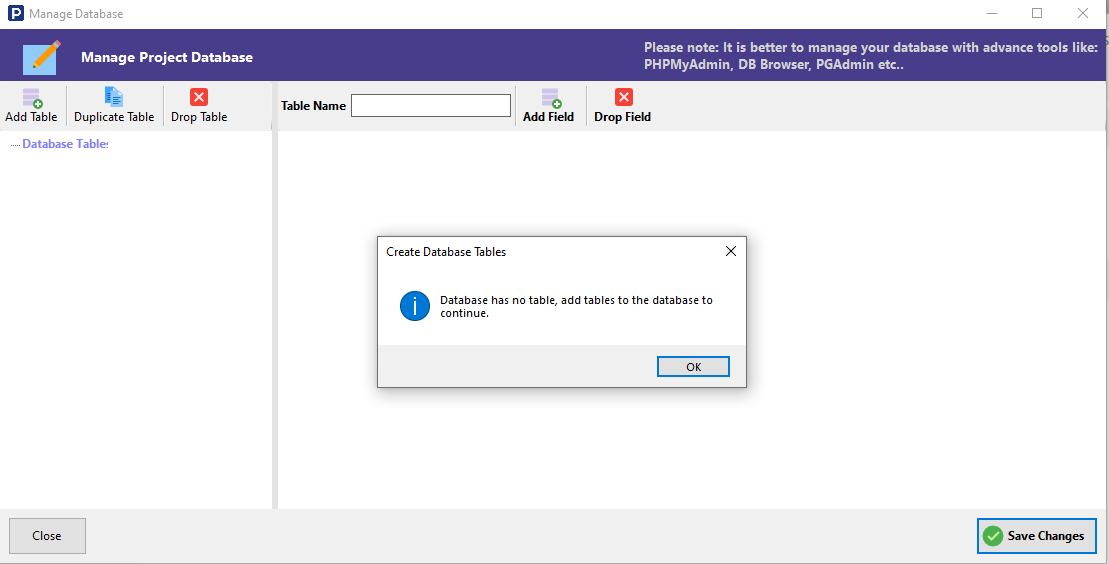 P Manage Database
Manage Project Database
Please note: It is better to manage your database with advance tools like:
PHPMyAdmin, DB Browser, PGAdmin etc..
Add Table Duplicate Table Drop Table
Table Name Add Field Drop Field
Database Tables
Create Database Tables
i
Database has no table, add tables to the database to
continue.
OK
Close
Save Changes